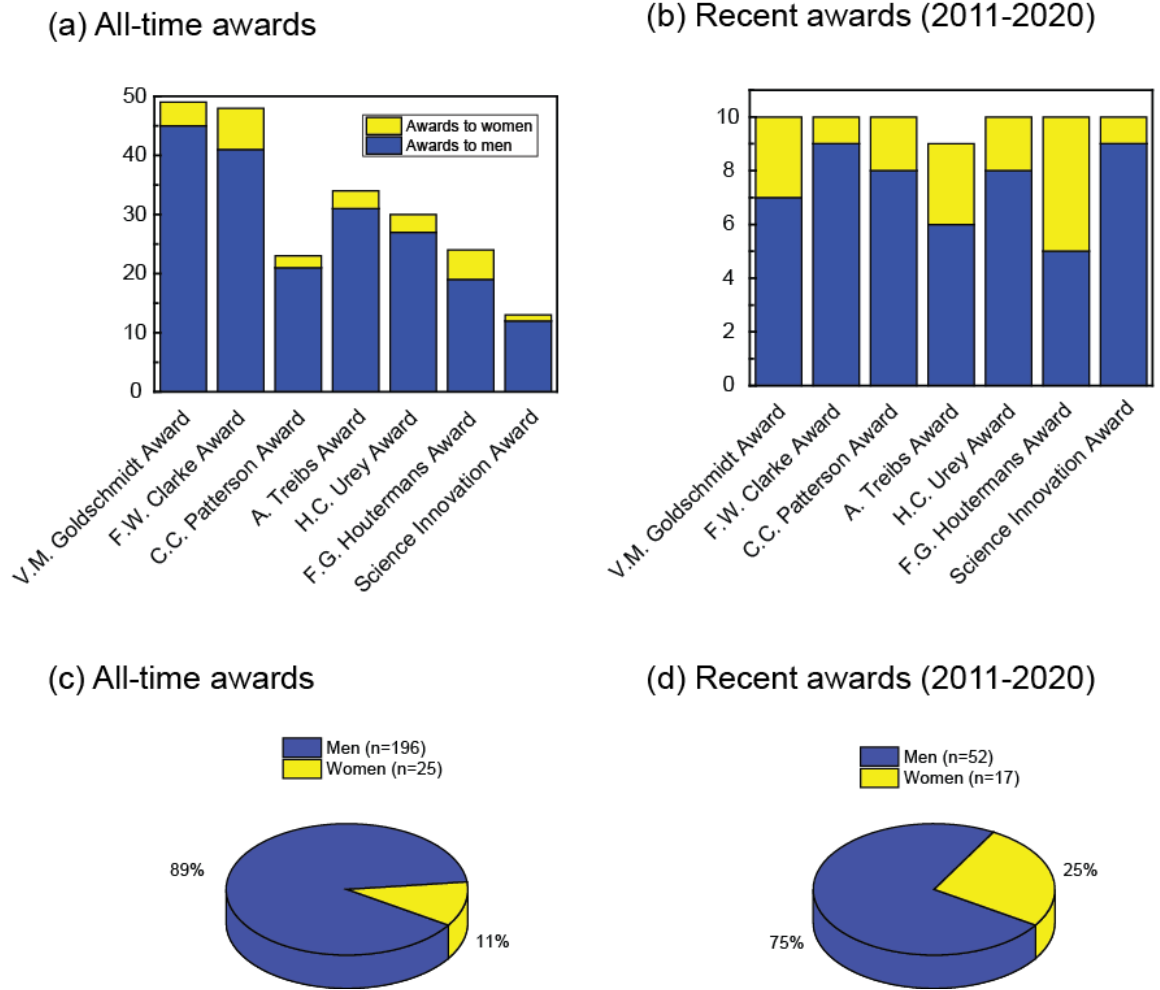 (a) All-time awards
50
40
30
20
10
0
Awards to women
Awards to men
V.M. Goldschmidt Award
F.W. Clarke Award
C.C. Patterson Award
A. Treibs Award
H.C. Urey Award
F.G. Houtermans Award
Science Innovation Award
(b) Recent awards (2011-2020)
10
8
6
4
2
0
V.M. Goldschmidt Award
F.W. Clarke Award
C.C. Patterson Award
A. Treibs Award
H.C. Urey Award
F.G. Houtermans Award
Science Innovation Award
(c) All-time awards
Men (n=196)
Women (n=25)
89%
11%
(d) Recent awards (2011-2020)
Men (n=52)
Women (n=17)
25%
75%